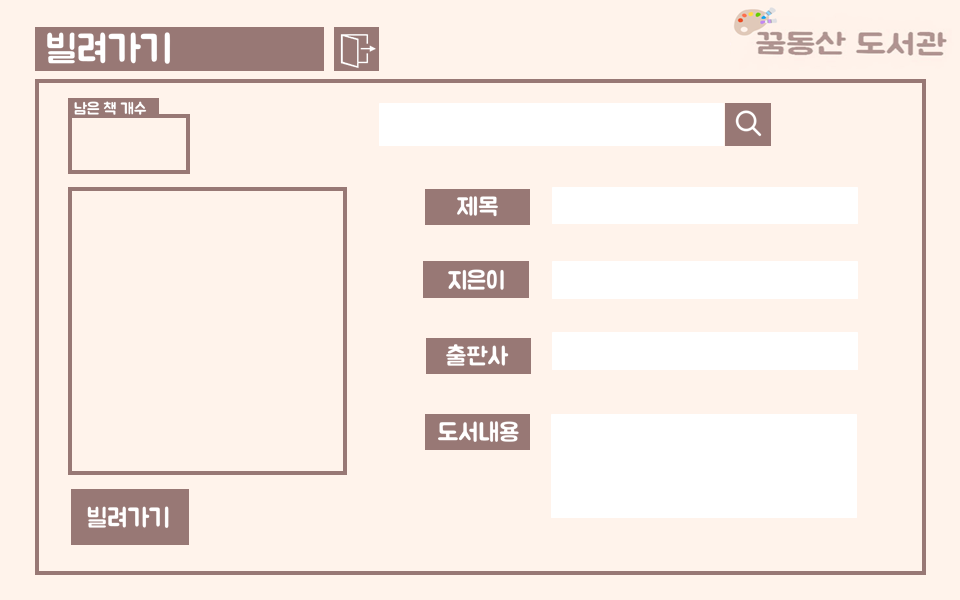 빌려가기
꿈동산 도서관
남은 책 개수
제목
지은이
출판사
도서내용
빌려가기